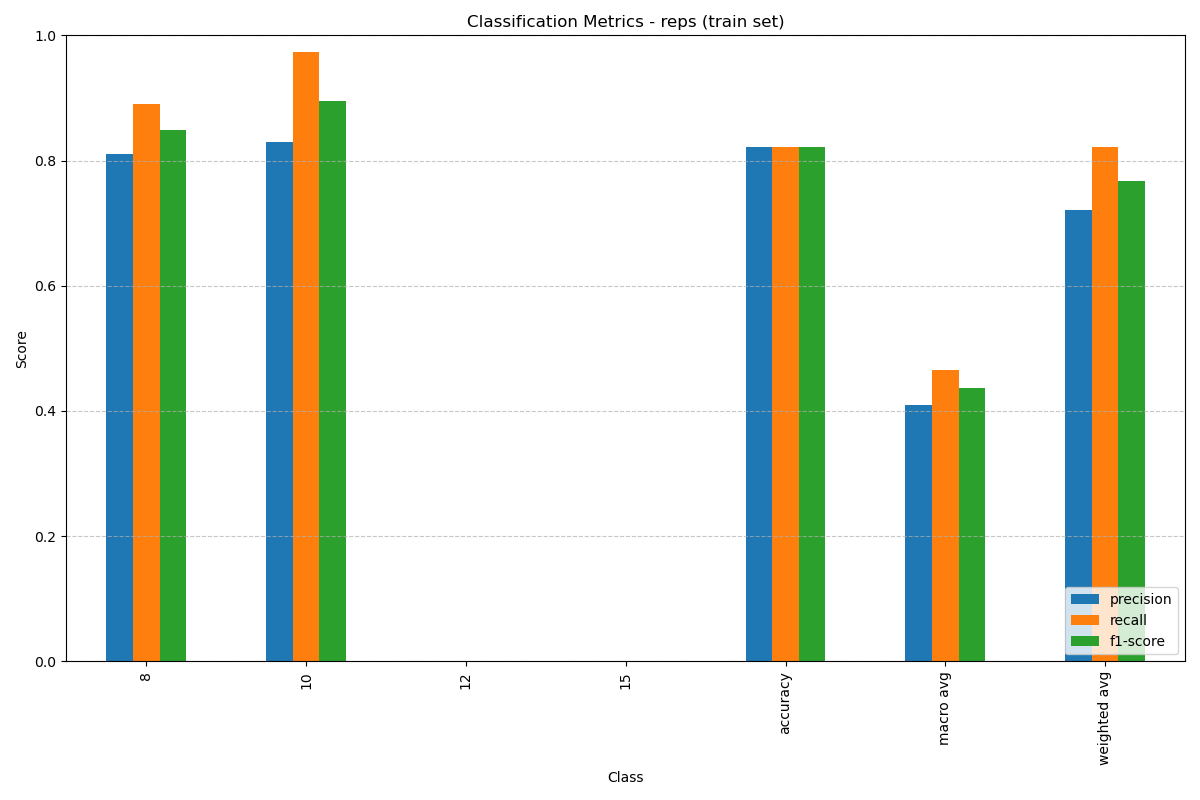 Classification Metrics - reps (train set)
1.0
0.8
0.6
0.4
0.2
0.0
Score
8
10
12
15
accuracy
macro avg
weighted avg
Class
precision
recall
f1-score